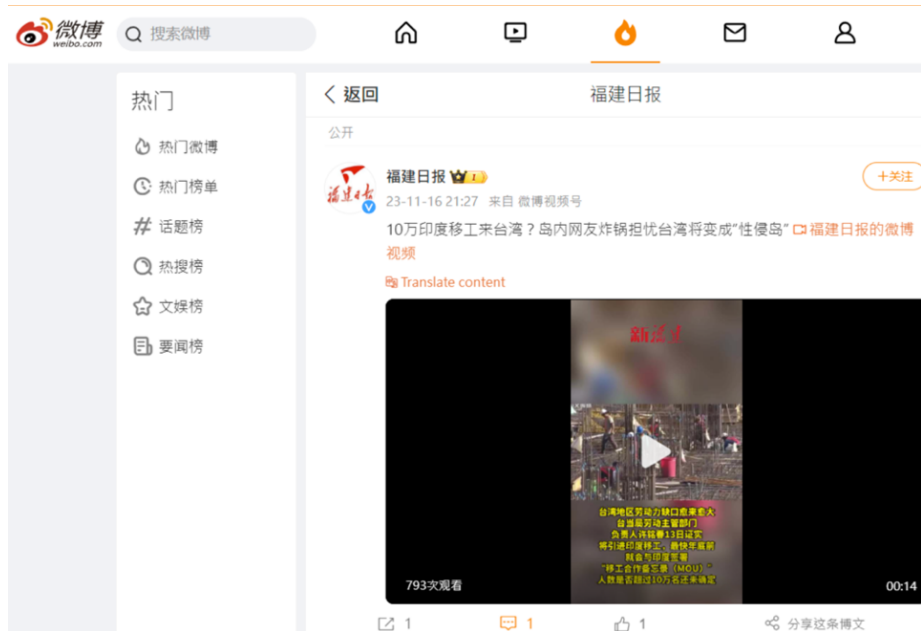 微博
weibo.com
搜索微博
热门
热门微博
热门榜单
话题榜
热搜榜
文娱榜
要闻榜
返回
福建日报
公开
福建日报
1
+关注
23-11-16 21:27 来自 微博视频号
10万印度移工来台湾？岛内网友炸锅担忧台湾将变成“性侵岛” 福建日报的微博
视频
Translate content
新福建
台湾地区劳动力缺口愈来愈大
台当局劳动主管部门
负责人许铭春13日证实
将引进印度移工，最快年底前
就会与印度签署
“移工合作备忘录（MOU）”
人数是否超过10万名还未确定
793次观看
00:14
1
1
1
分享这条博文